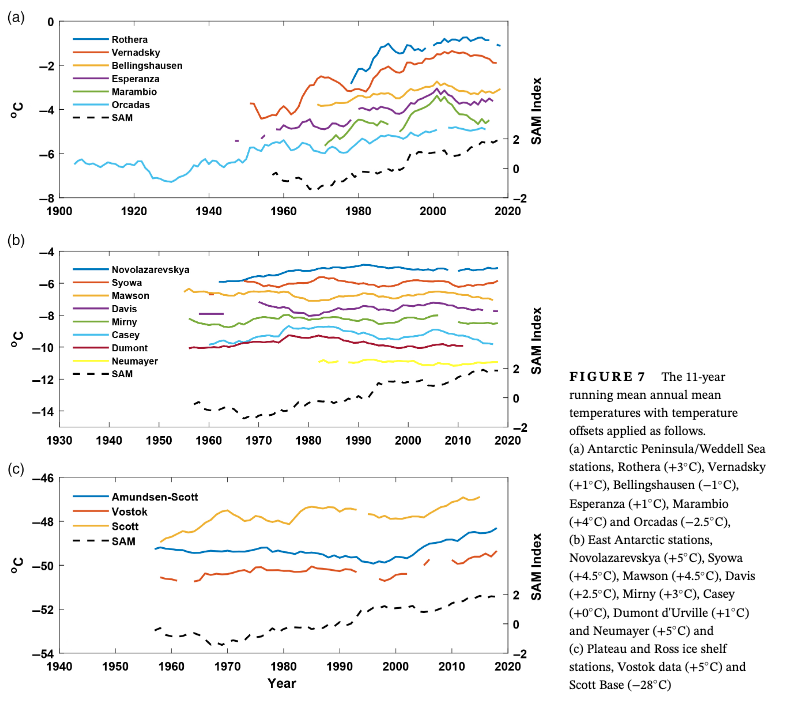 (a)
0
−2
−4
−6
−8
°C
Rothera
Vernadsky
Bellingshausen
Esperanza
Marambio
Orcadas
SAM
2
0
−2
SAM Index
1900 1920 1940 1960 1980 2000 2020
(b)
−4
−6
−8
−10
−12
−14
°C
Novolazarevskya
Syowa
Mawson
Davis
Mirny
Casey
Dumont
Neumayer
SAM
2
0
−2
SAM Index
1930 1940 1950 1960 1970 1980 1990 2000 2010 2020
(c)
−46
−48
−50
−52
−54
°C
Amundsen-Scott
Vostok
Scott
SAM
2
0
−2
SAM Index
1940 1950 1960 1970 1980 1990 2000 2010 2020
Year
FIGURE 7 The 11-year
running mean annual mean
temperatures with temperature
offsets applied as follows.
(a) Antarctic Peninsula/Weddell Sea
stations, Rothera (+3°C), Vernadsky
(+1°C), Bellingshausen (−1°C),
Esperanza (+1°C), Marambio
(+4°C) and Orcadas (−2.5°C),
(b) East Antarctic stations,
Novolazarevskya (+5°C), Syowa
(+4.5°C), Mawson (+4.5°C), Davis
(+2.5°C), Mirny (+3°C), Casey
(+0°C), Dumont d'Urville (+1°C)
and Neumayer (+5°C) and
(c) Plateau and Ross ice shelf
stations, Vostok data (+5°C) and
Scott Base (−28°C)